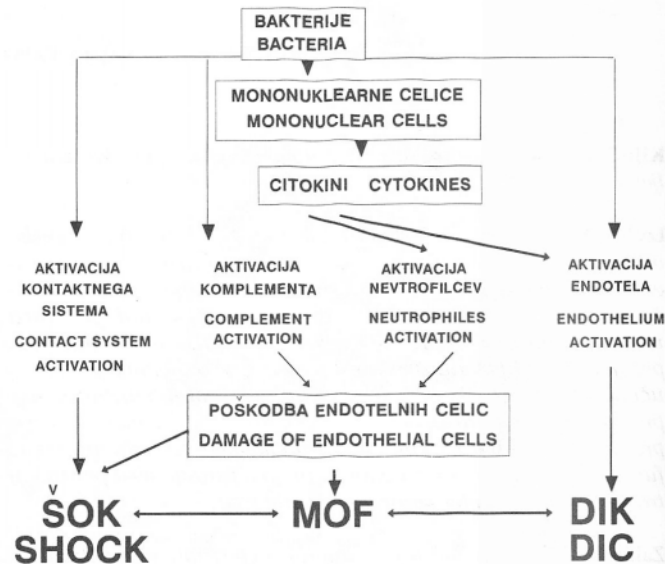 BAKTERIJE
BACTERIA
MONONUKLEARNE CELICE
MONONUCLEAR CELLS
CITOKINI CYTOKINES
AKTIVACIJA
KONTAKTNEGA
SISTEMA
CONTACT SYSTEM
ACTIVATION
AKTIVACIJA
KOMPLEMENTA
COMPLEMENT
ACTIVATION
AKTIVACIJA
NEVTROFILCEV
NEUTROPHILES
ACTIVATION
AKTIVACIJA
ENDOTELA
ENDOTHELIUM
ACTIVATION
POŠKODBA ENDOTELNIH CELIC
DAMAGE OF ENDOTHELIAL CELLS
ŠOK
SHOCK
MOF
DIK
DIC